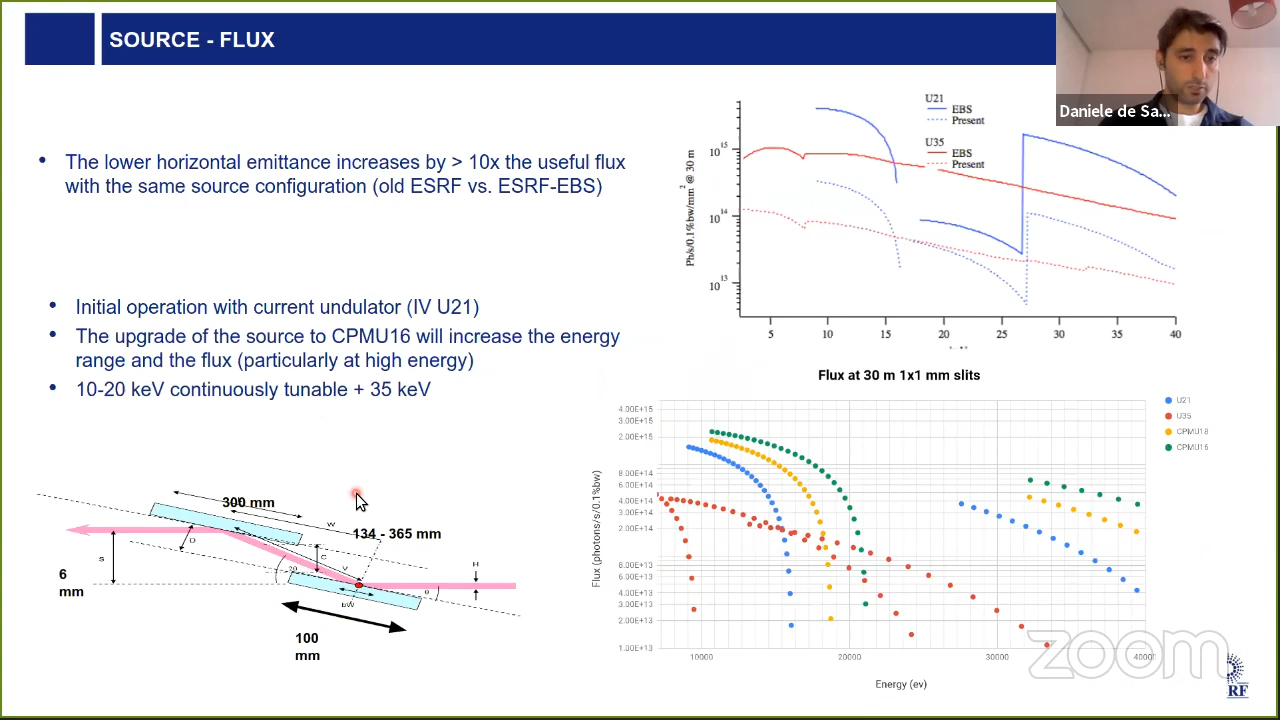 SOURCE - FLUX
Daniele de Sa...
• The lower horizontal emittance increases by > 10x the useful flux
with the same source configuration (old ESRF vs. ESRF-EBS)
• Initial operation with current undulator (IV U21)
• The upgrade of the source to CPMU16 will increase the energy
range and the flux (particularly at high energy)
• 10-20 keV continuously tunable + 35 keV
U21
EBS
Present
U35
EBS
Present
Ph/s/0.1%bw/mm² @ 30 m
10¹⁵
10¹⁴
10¹³
5 10 15 20 25 30 35 40
Flux at 30 m 1x1 mm slits
U21
U35
CPMU18
CPMU16
Flux (photons/s/0.1%bw)
4.00E+15
3.00E+15
2.00E+15
8.00E+14
6.00E+14
4.00E+14
3.00E+14
2.00E+14
8.00E+13
6.00E+13
4.00E+13
3.00E+13
2.00E+13
1.00E+13
10000 20000 30000 40000
Energy (ev)
300 mm
W
134 - 365 mm
D
S
C
V
H
2θ
θ
bW
6
mm
100
mm
zoom
RF